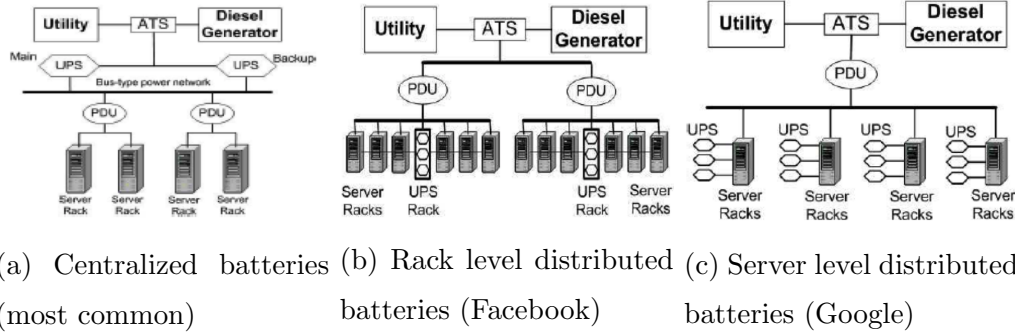 Utility
ATS
Diesel
Generator
Main
UPS
UPS
Backup
Bus-type power network
PDU
PDU
Server
Rack
Server
Rack
Server
Rack
Server
Rack
(a) Centralized batteries
(most common)
Utility
ATS
Diesel
Generator
PDU
PDU
Server
Racks
UPS
Rack
UPS
Rack
Server
Racks
(b) Rack level distributed
batteries (Facebook)
Utility
ATS
Diesel
Generator
PDU
UPS
UPS
UPS
UPS
Server
Racks
Server
Racks
Server
Racks
Server
Racks
(c) Server level distributed
batteries (Google)